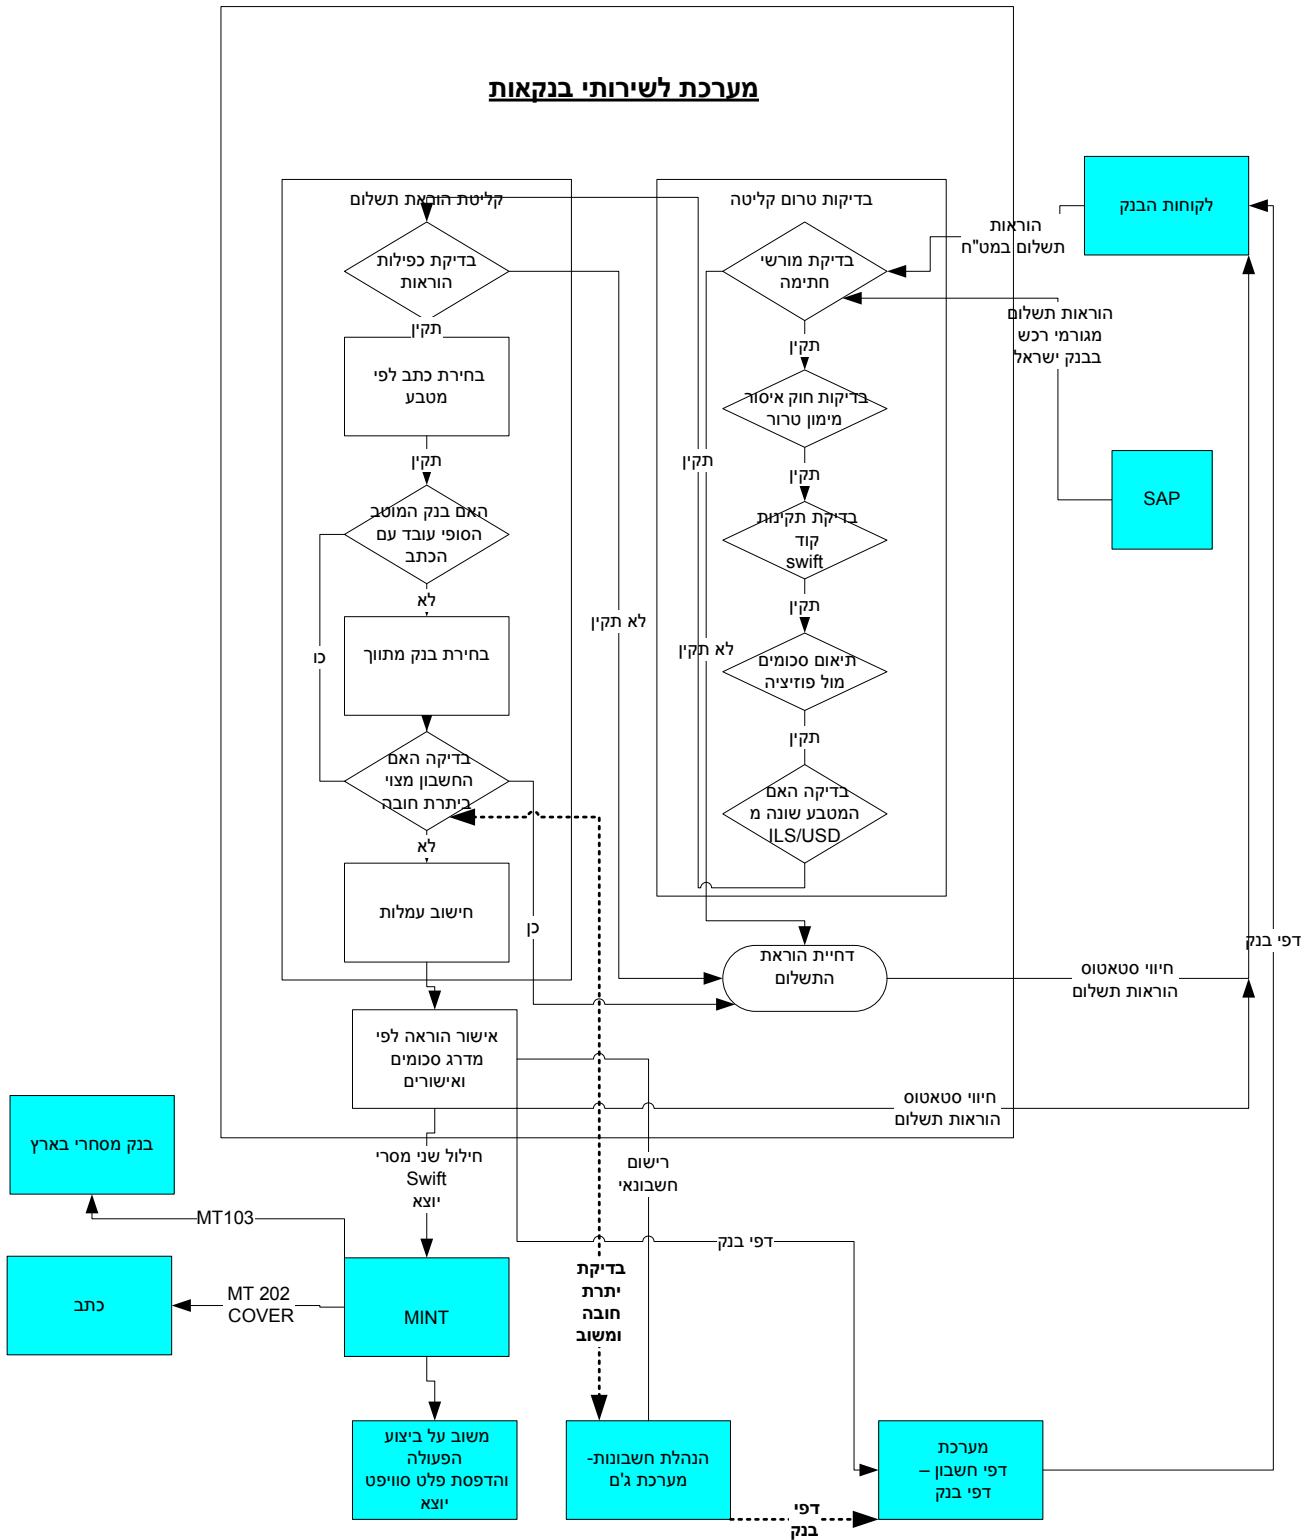 מערכת לשירותי בנקאות
בדיקות טרום קליטה
קליטת הוראת תשלום
לקוחות הבנק
הוראות
תשלום במט"ח
בדיקת מורשי
חתימה
בדיקת כפילות
הוראות
הוראות תשלום
מגורמי רכש
בבנק ישראל
תקין
תקין
בחירת כתב לפי
מטבע
בדיקות חוק איסור
מימון טרור
תקין
תקין
תקין
SAP
בדיקת תקינות
קוד
swift
האם בנק המוטב
הסופי עובד עם
הכתב
תקין
לא
לא תקין
לא תקין
תיאום סכומים
מול פוזיציה
בחירת בנק מתווך
כו
תקין
בדיקה האם
המטבע שונה מ
ILS/USD
בדיקה האם
החשבון מצוי
ביתרת חובה
לא
חישוב עמלות
כן
דפי בנק
דחיית הוראת
התשלום
חיווי סטאטוס
הוראות תשלום
אישור הוראה לפי
מדרג סכומים
ואישורים
חיווי סטאטוס
הוראות תשלום
בנק מסחרי בארץ
חילול שני מסרי
Swift
יוצא
רישום
חשבונאי
MT103
דפי בנק
בדיקת
יתרת
חובה
ומשוב
כתב
MT 202
COVER
MINT
משוב על ביצוע
הפעולה
והדפסת פלט סוויפט
יוצא
הנהלת חשבונות-
מערכת ג'ם
מערכת
דפי חשבון –
דפי בנק
דפי
בנק